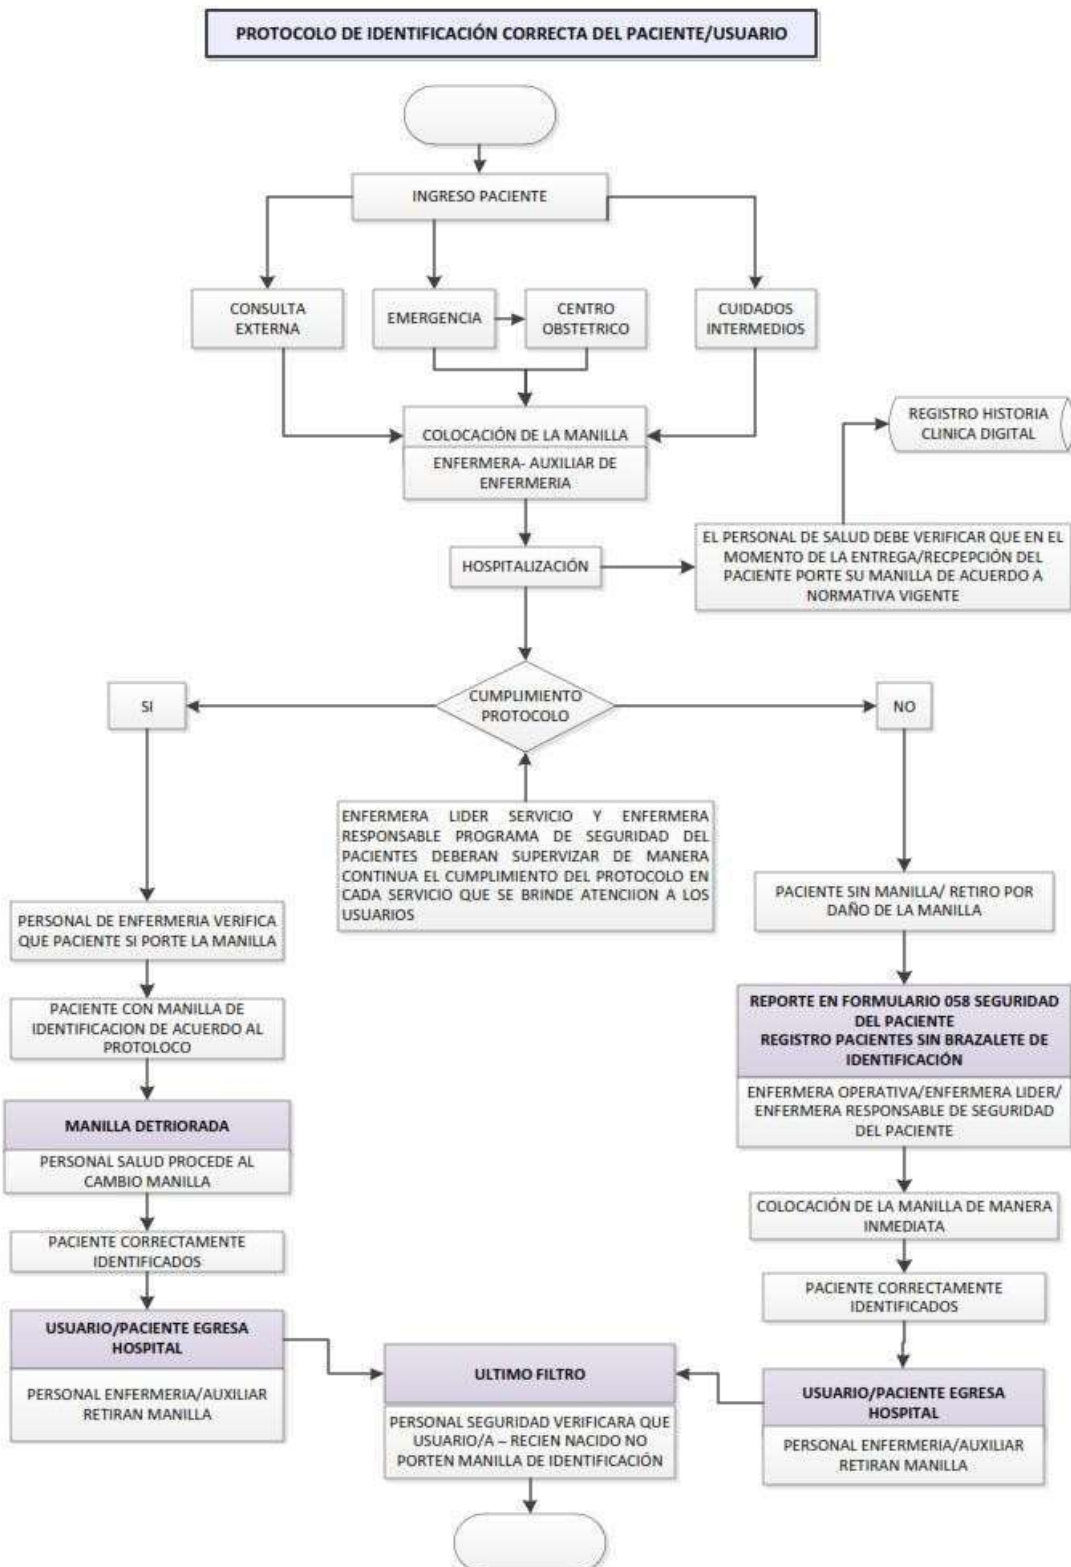 PROTOCOLO DE IDENTIFICACIÓN CORRECTA DEL PACIENTE/USUARIO
INGRESO PACIENTE
CONSULTA
EXTERNA
EMERGENCIA
CENTRO
OBSTETRICO
CUIDADOS
INTERMEDIOS
COLOCACIÓN DE LA MANILLA
ENFERMERA- AUXILIAR DE
ENFERMERIA
REGISTRO HISTORIA
CLINICA DIGITAL
HOSPITALIZACIÓN
EL PERSONAL DE SALUD DEBE VERIFICAR QUE EN EL
MOMENTO DE LA ENTREGA/RECPEPCIÓN DEL
PACIENTE PORTE SU MANILLA DE ACUERDO A
NORMATIVA VIGENTE
SI
CUMPLIMIENTO
PROTOCOLO
NO
ENFERMERA LIDER SERVICIO Y ENFERMERA
RESPONSABLE PROGRAMA DE SEGURIDAD DEL
PACIENTES DEBERAN SUPERVIZAR DE MANERA
CONTINUA EL CUMPLIMIENTO DEL PROTOCOLO EN
CADA SERVICIO QUE SE BRINDE ATENCIION A LOS
USUARIOS
PERSONAL DE ENFERMERIA VERIFICA
QUE PACIENTE SI PORTE LA MANILLA
PACIENTE CON MANILLA DE
IDENTIFICACION DE ACUERDO AL
PROTOLOCO
MANILLA DETRIORADA
PERSONAL SALUD PROCEDE AL
CAMBIO MANILLA
PACIENTE CORRECTAMENTE
IDENTIFICADOS
USUARIO/PACIENTE EGRESA
HOSPITAL
PERSONAL ENFERMERIA/AUXILIAR
RETIRAN MANILLA
PACIENTE SIN MANILLA/ RETIRO POR
DAÑO DE LA MANILLA
REPORTE EN FORMULARIO 058 SEGURIDAD
DEL PACIENTE
REGISTRO PACIENTES SIN BRAZALETE DE
IDENTIFICACIÓN
ENFERMERA OPERATIVA/ENFERMERA LIDER/
ENFERMERA RESPONSABLE DE SEGURIDAD
DEL PACIENTE
COLOCACIÓN DE LA MANILLA DE MANERA
INMEDIATA
PACIENTE CORRECTAMENTE
IDENTIFICADOS
USUARIO/PACIENTE EGRESA
HOSPITAL
PERSONAL ENFERMERIA/AUXILIAR
RETIRAN MANILLA
ULTIMO FILTRO
PERSONAL SEGURIDAD VERIFICARA QUE
USUARIO/A – RECIEN NACIDO NO
PORTEN MANILLA DE IDENTIFICACIÓN